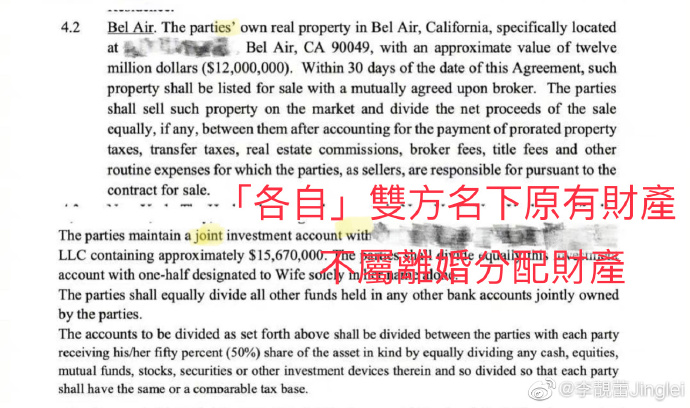 4.2 Bel Air. The parties' own real property in Bel Air, California, specifically located
at Bel Air, CA 90049, with an approximate value of twelve
million dollars ($12,000,000). Within 30 days of the date of this Agreement, such
property shall be listed for sale with a mutually agreed upon broker. The parties
shall sell such property on the market and divide the net proceeds of the sale
equally, if any, between them after accounting for the payment of prorated property
taxes, transfer taxes, real estate commissions, broker fees, title fees and other
routine expenses for which the parties, as sellers, are responsible for pursuant to the
contract for sale.
「各自」雙方名下原有財產
The parties maintain a joint investment account with
LLC containing approximately $15,670,000. The parties shall divide equally this
不屬離婚分配財產
account with one-half designated to Wife solely in her name alone.
The parties shall equally divide all other funds held in any other bank accounts jointly owned
by the parties.
The accounts to be divided as set forth above shall be divided between the parties with each party
receiving his/her fifty percent (50%) share of the asset in kind by equally dividing any cash, equities,
mutual funds, stocks, securities or other investment devices therein and so divided so that each party
shall have the same or a comparable tax base.
@李靚蕾Jinglei